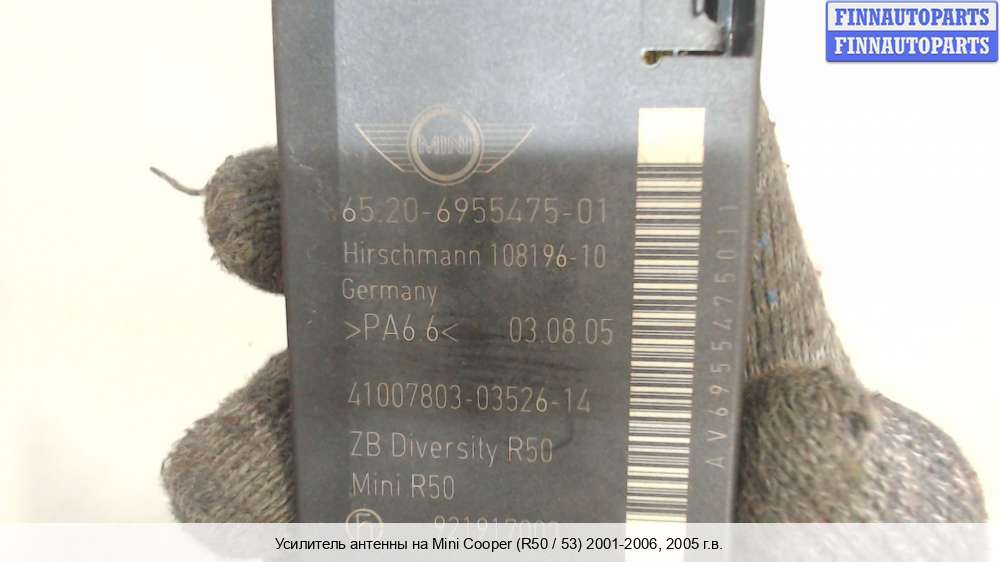 FINNAUTOPARTS
FINNAUTOPARTS
MINI
65.20-6955475-01
Hirschmann 108196-10
Germany
>PA6.6< 03.08.05
41007803-03526-14
ZB Diversity R50
Mini R50
AV6955475011
Усилитель антенны на Mini Cooper (R50 / 53) 2001-2006, 2005 г.в.